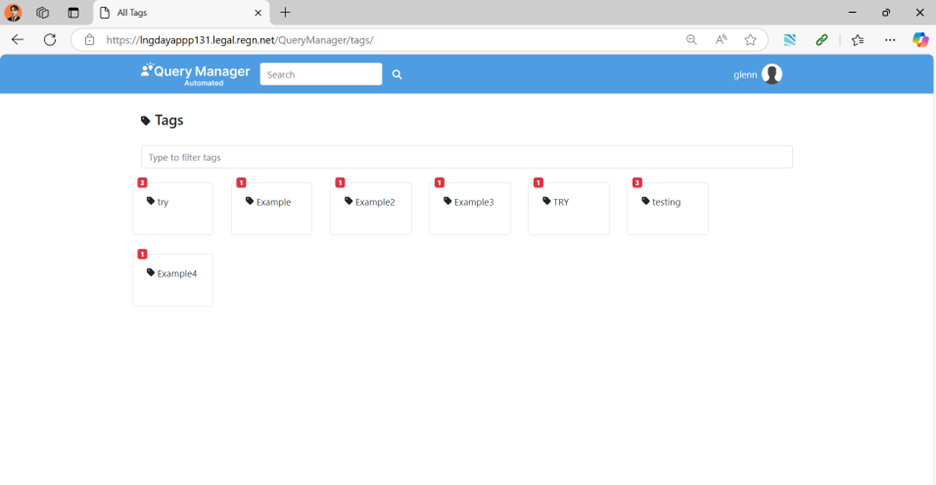 All Tags
https://lngdayappp131.legal.regn.net/QueryManager/tags/
Query Manager
Automated
Search
glenn
Tags
Type to filter tags
3 1 1 1 1 3
try Example Example2 Example3 TRY testing
1
Example4